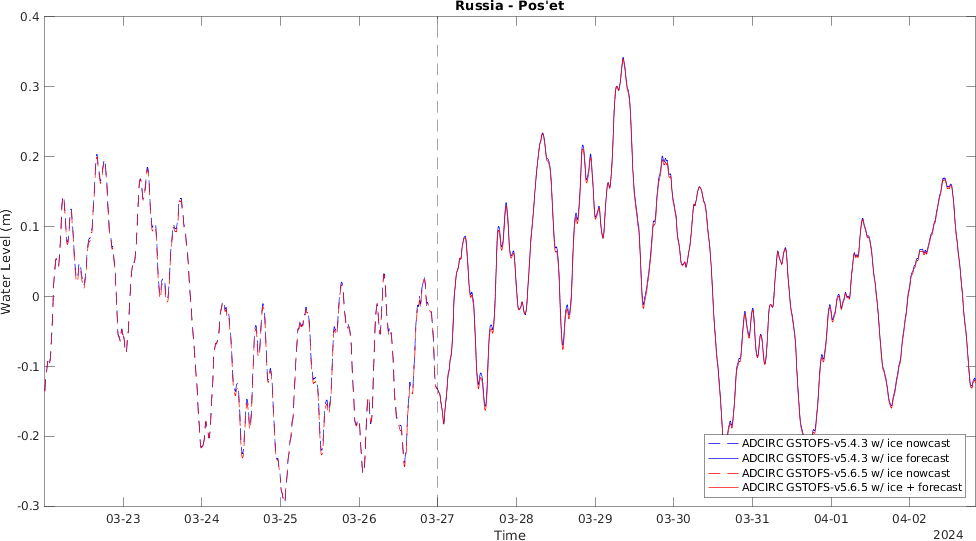 Russia - Pos'et
0.4
0.3
0.2
0.1
0
-0.1
-0.2
-0.3
Water Level (m)
ADCIRC GSTOFS-v5.4.3 w/ ice nowcast
ADCIRC GSTOFS-v5.4.3 w/ ice forecast
ADCIRC GSTOFS-v5.6.5 w/ ice nowcast
ADCIRC GSTOFS-v5.6.5 w/ ice + forecast
03-23 03-24 03-25 03-26 03-27 03-28 03-29 03-30 03-31 04-01 04-02
Time
2024